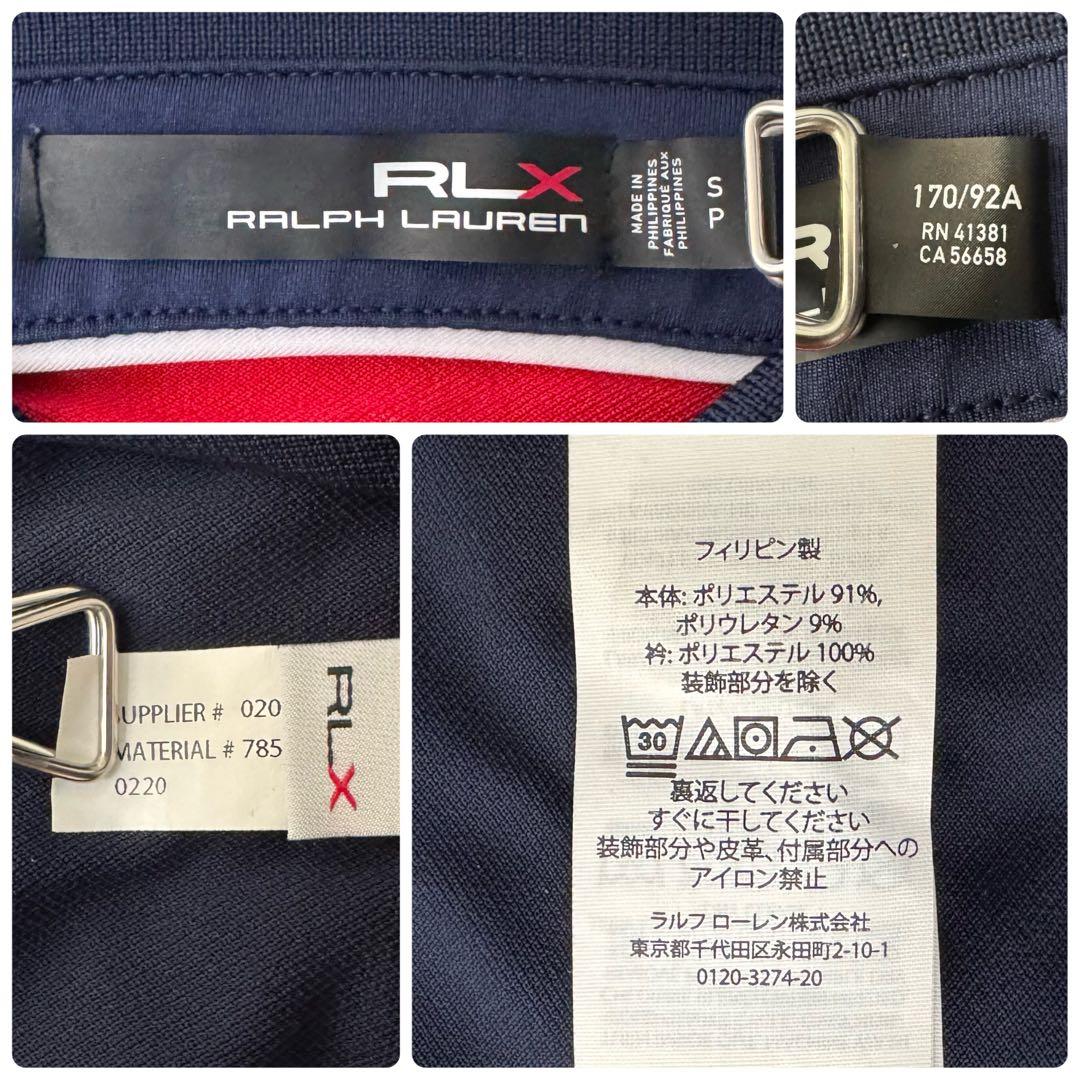 RLX
RALPH LAUREN
MADE IN
PHILIPPINES
FABRIQUÉ AUX
PHILIPPINES
S
P
170/92A
RN 41381
CA 56658
SUPPLIER # 020
MATERIAL # 785
0220
RLX
フィリピン製
本体: ポリエステル 91%,
ポリウレタン 9%
衿: ポリエステル 100%
装飾部分を除く
30
裏返してください
すぐに干してください
装飾部分や皮革、付属部分への
アイロン禁止
ラルフ ローレン株式会社
東京都千代田区永田町2-10-1
0120-3274-20